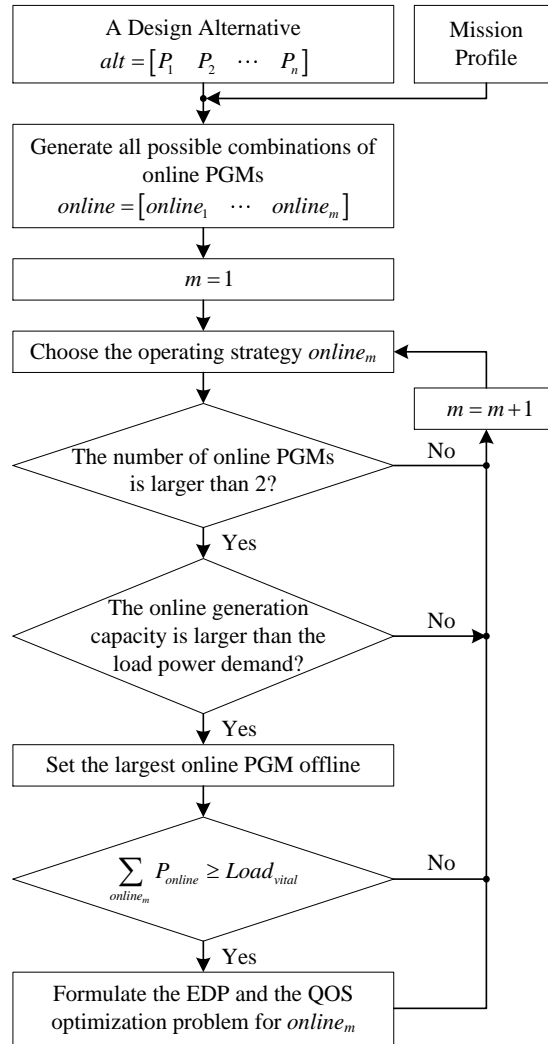 A Design Alternative
alt = [P₁ P₂ ⋯ Pₙ]
Mission
Profile
Generate all possible combinations of
online PGMs
online = [online₁ ⋯ onlineₘ]
m = 1
Choose the operating strategy onlineₘ
m = m+1
The number of online PGMs
is larger than 2?
No
Yes
The online generation
capacity is larger than the
load power demand?
No
Yes
Set the largest online PGM offline
∑ P_online ≥ Load_vital
onlineₘ
No
Yes
Formulate the EDP and the QOS
optimization problem for onlineₘ